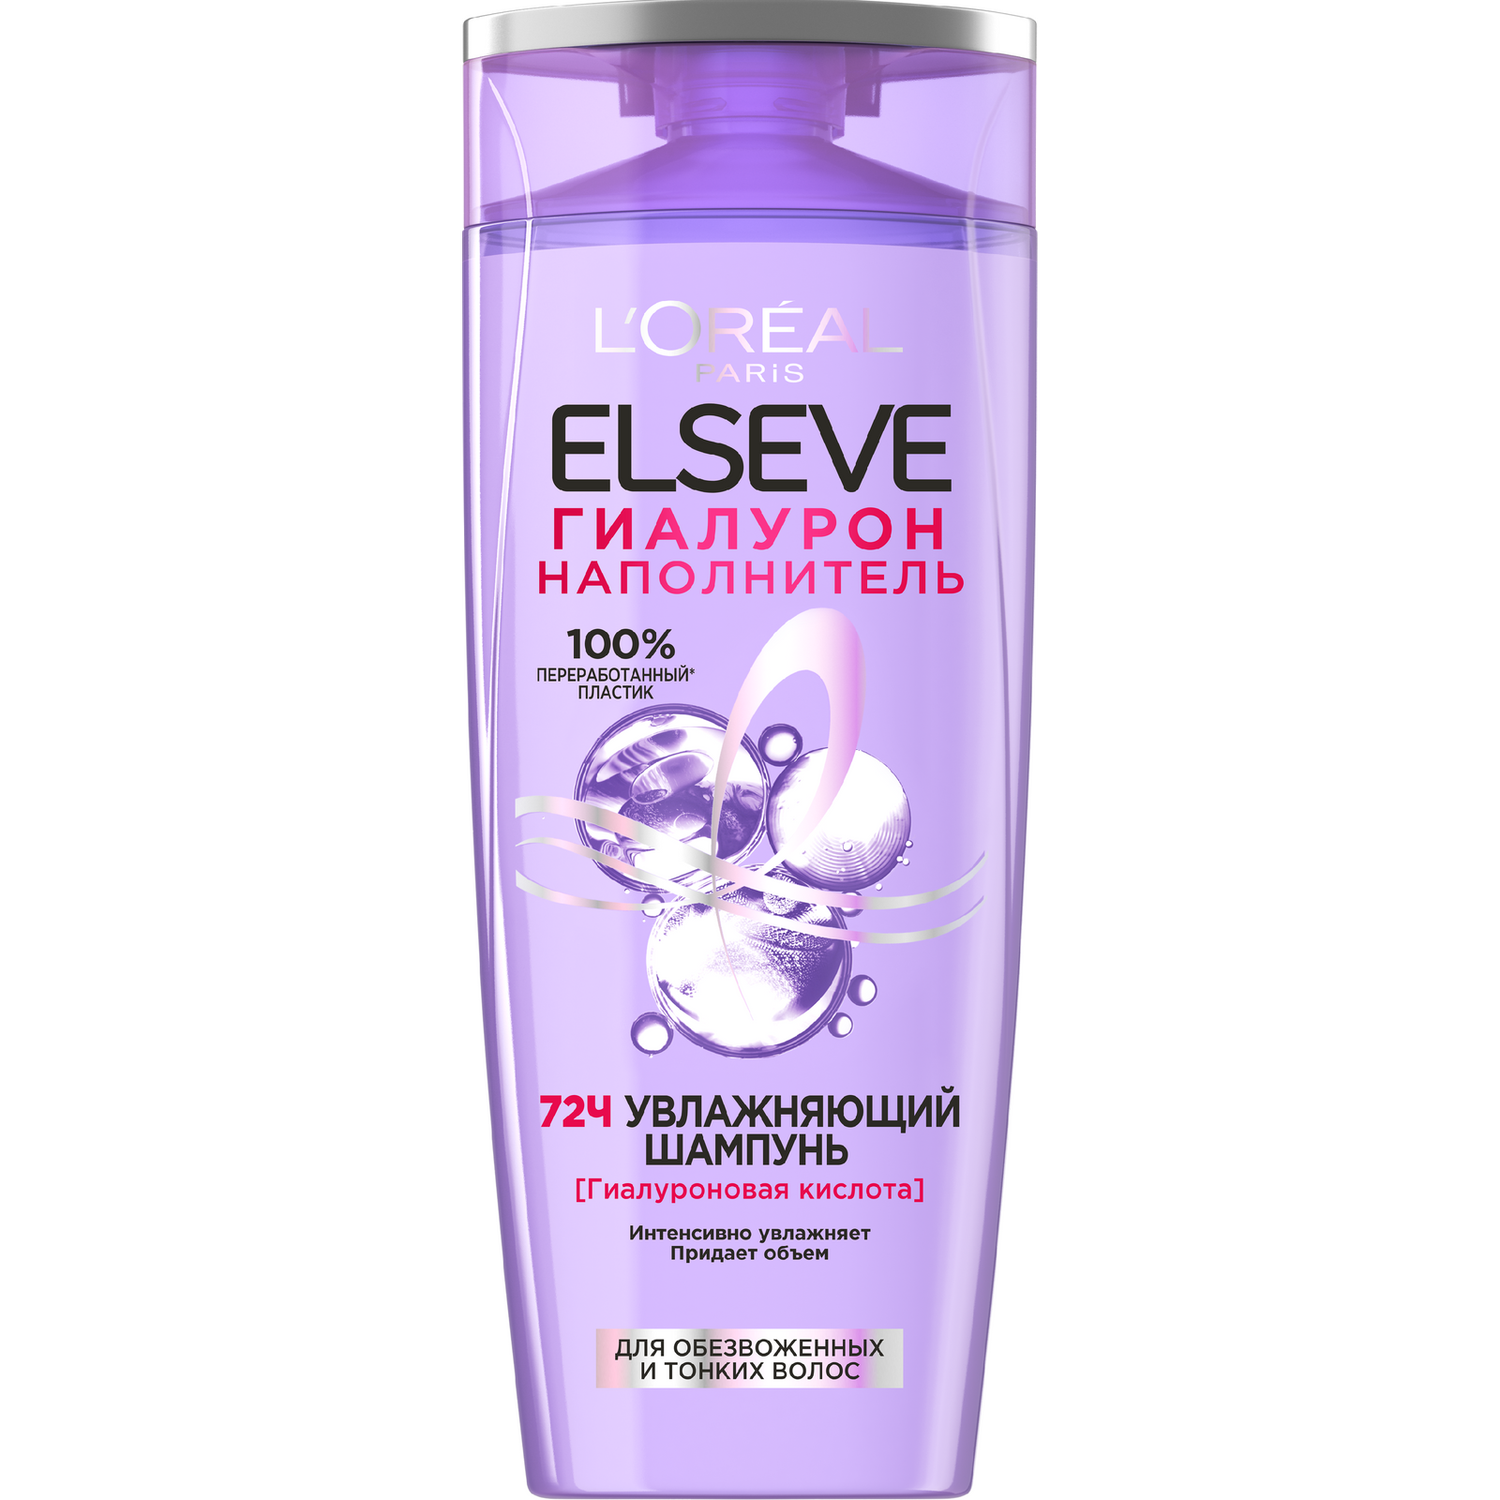 L'ORÉAL
PARiS
ELSEVE
ГИАЛУРОН
НАПОЛНИТЕЛЬ
100%
ПЕРЕРАБОТАННЫЙ*
ПЛАСТИК
72Ч УВЛАЖНЯЮЩИЙ
ШАМПУНЬ
[Гиалуроновая кислота]
Интенсивно увлажняет
Придает объем
ДЛЯ ОБЕЗВОЖЕННЫХ
И ТОНКИХ ВОЛОС